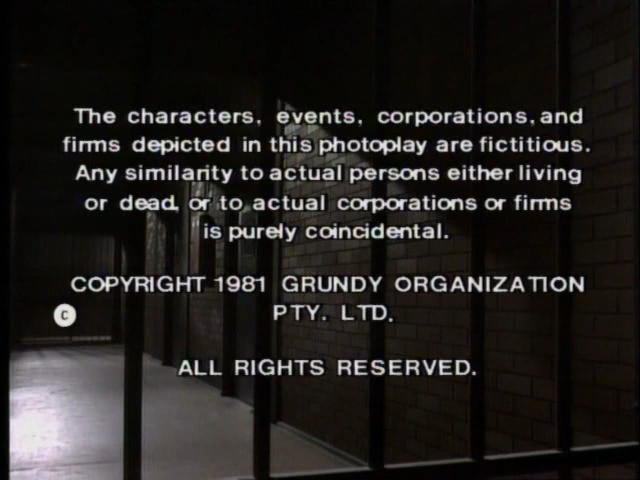 The characters, events, corporations, and
firms depicted in this photoplay are fictitious.
Any similarity to actual persons either living
or dead, or to actual corporations or firms
is purely coincidental.
COPYRIGHT 1981 GRUNDY ORGANIZATION
C PTY. LTD.
ALL RIGHTS RESERVED.